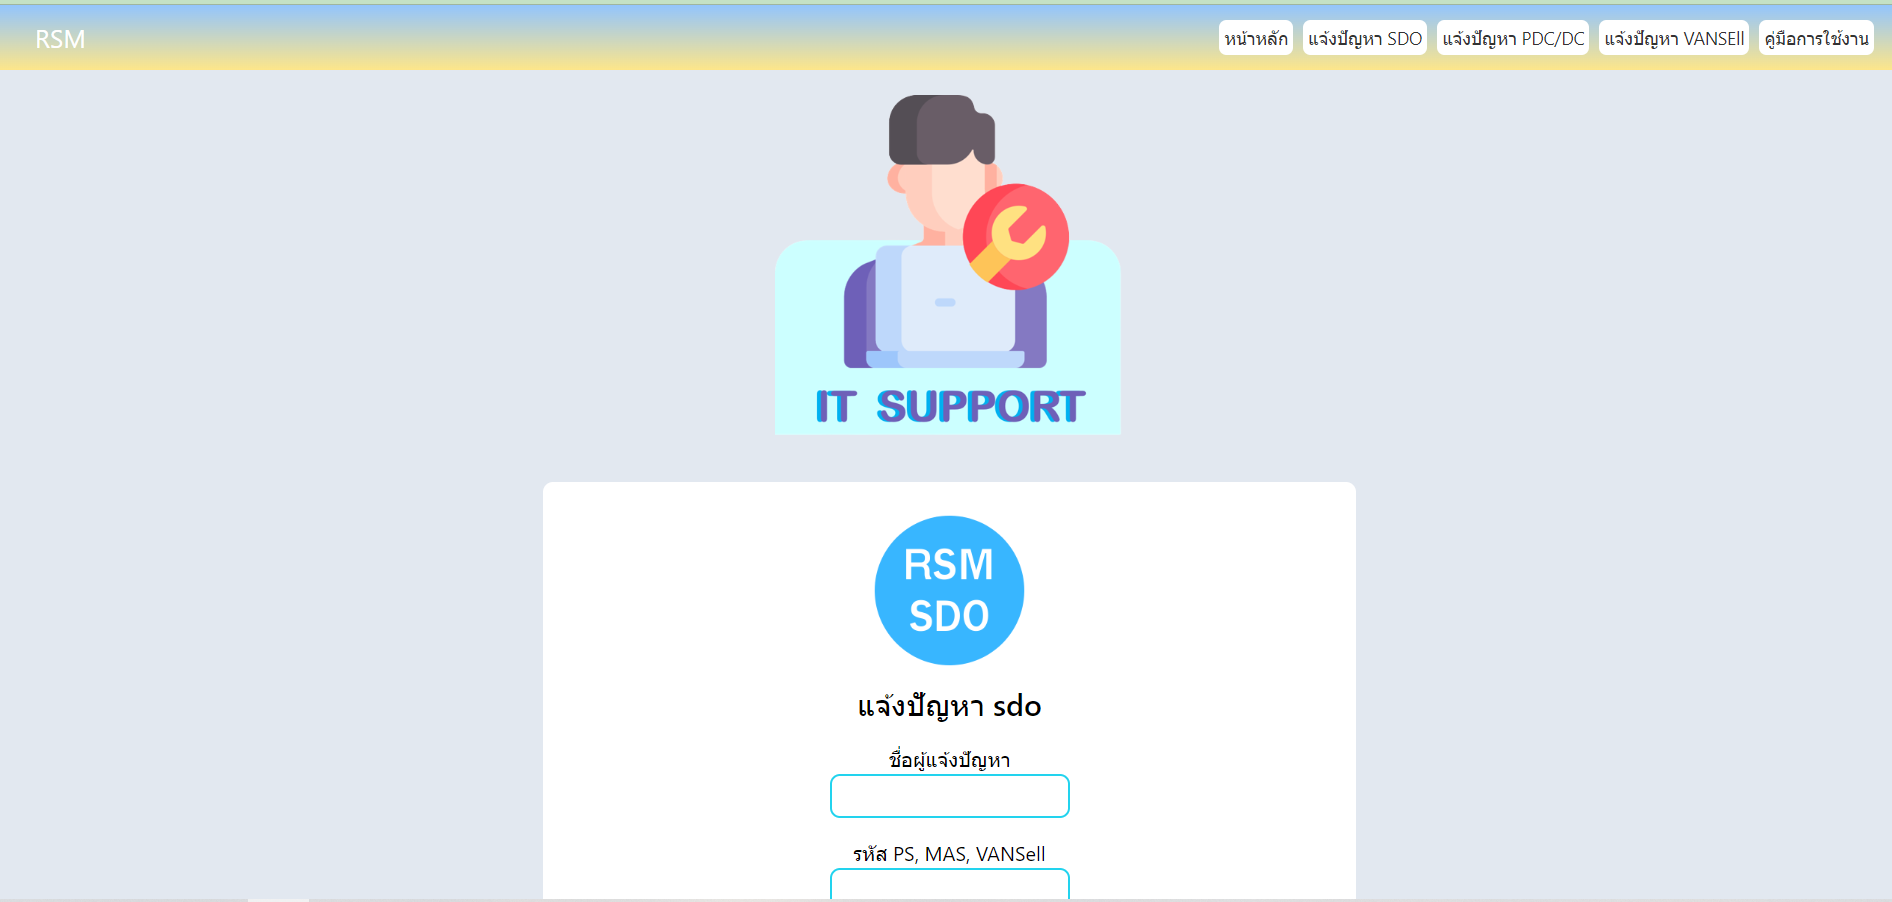 RSM
หน้าหลัก
แจ้งปัญหา SDO
แจ้งปัญหา PDC/DC
แจ้งปัญหา VANSEll
คู่มือการใช้งาน
IT SUPPORT
RSM
SDO
แจ้งปัญหา sdo
ชื่อผู้แจ้งปัญหา
รหัส PS, MAS, VANSell